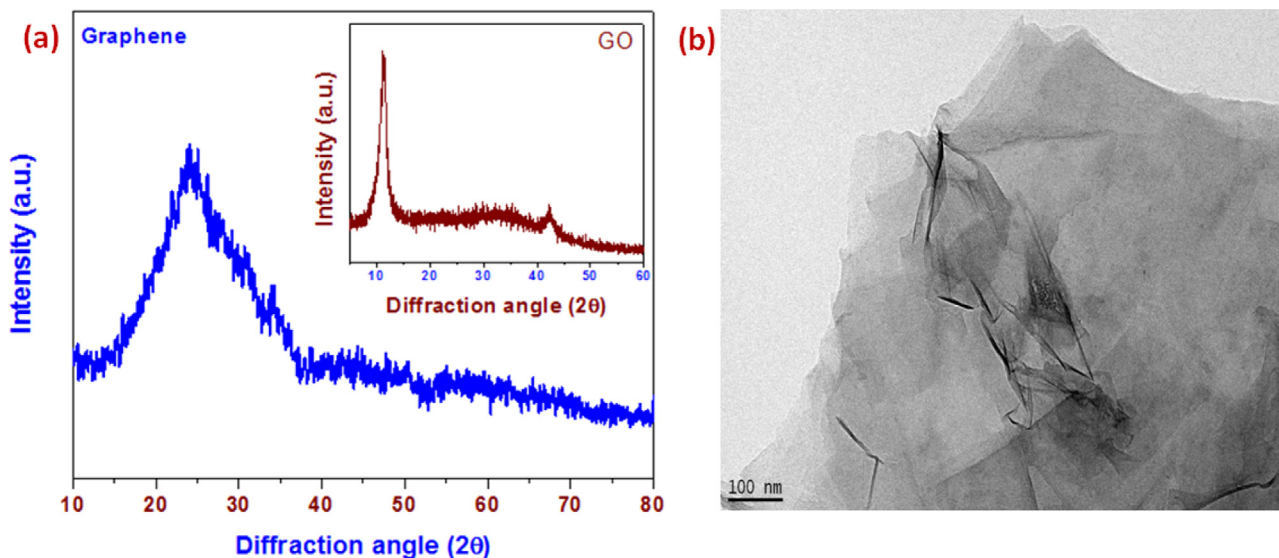 (a)
Graphene
Intensity (a.u.)
10 20 30 40 50 60 70 80
Diffraction angle (2θ)
GO
Intensity (a.u.)
10 20 30 40 50 60
Diffraction angle (2θ)
(b)
100 nm